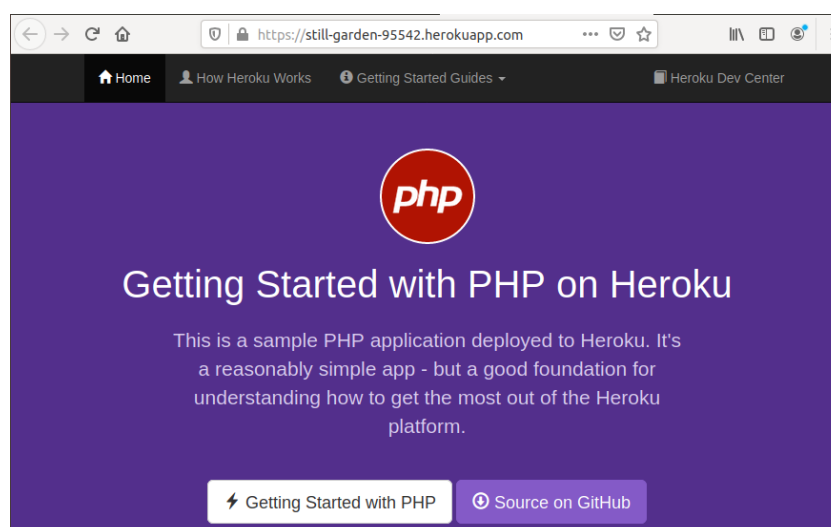 https://still-garden-95542.herokuapp.com
Home How Heroku Works Getting Started Guides Heroku Dev Center
php
Getting Started with PHP on Heroku
This is a sample PHP application deployed to Heroku. It's
a reasonably simple app - but a good foundation for
understanding how to get the most out of the Heroku
platform.
Getting Started with PHP Source on GitHub